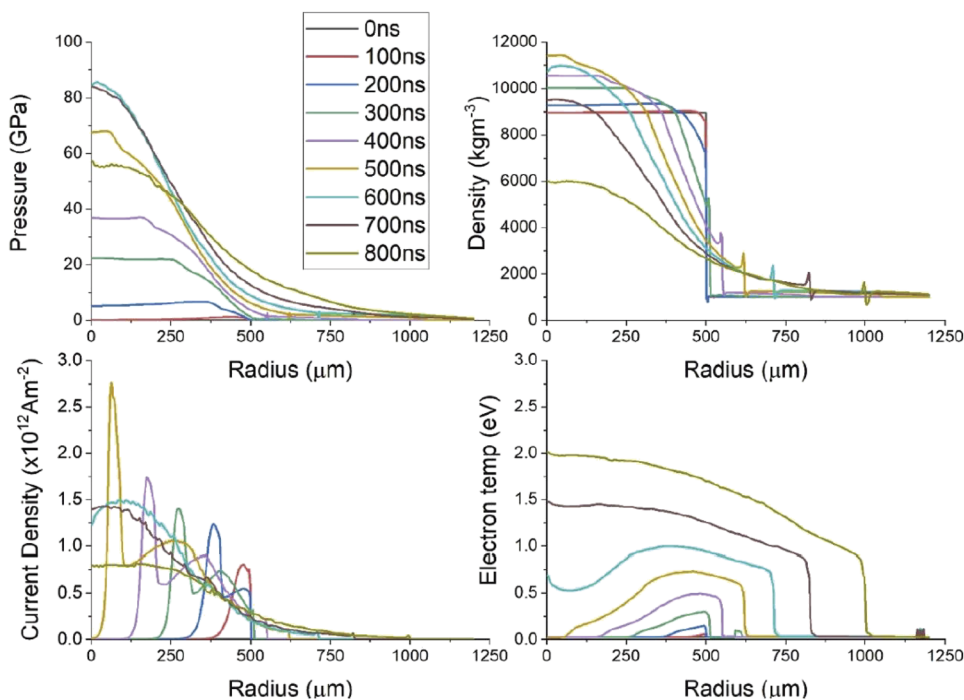 100
80
60
40
20
0
Pressure (GPa)
0 250 500 750 1000 1250
Radius (μm)
0ns
100ns
200ns
300ns
400ns
500ns
600ns
700ns
800ns
12000
10000
8000
6000
4000
2000
0
Density (kgm⁻³)
0 250 500 750 1000 1250
Radius (μm)
3.0
2.5
2.0
1.5
1.0
0.5
0.0
Current Density (x10¹²Am⁻²)
0 250 500 750 1000 1250
Radius (μm)
3.0
2.5
2.0
1.5
1.0
0.5
0.0
Electron temp (eV)
0 250 500 750 1000 1250
Radius (μm)